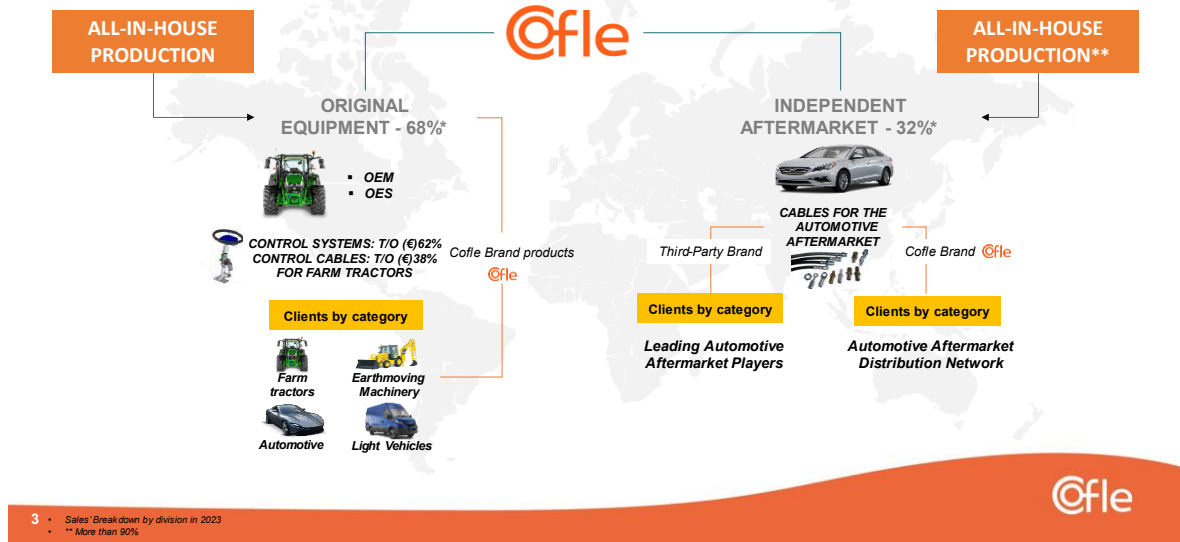 Cofle
ALL-IN-HOUSE
PRODUCTION
ALL-IN-HOUSE
PRODUCTION**
ORIGINAL
EQUIPMENT - 68%*
▪ OEM
▪ OES
CONTROL SYSTEMS: T/O (€)62%
CONTROL CABLES: T/O (€)38%
FOR FARM TRACTORS
Cofle Brand products
Cofle
Clients by category
Farm
tractors
Earthmoving
Machinery
Automotive
Light Vehicles
INDEPENDENT
AFTERMARKET - 32%*
CABLES FOR THE
AUTOMOTIVE
AFTERMARKET
Third-Party Brand
Cofle Brand Cofle
Clients by category
Leading Automotive
Aftermarket Players
Clients by category
Automotive Aftermarket
Distribution Network
3
• Sales' Breakdown by division in 2023
• ** More than 90%
Cofle